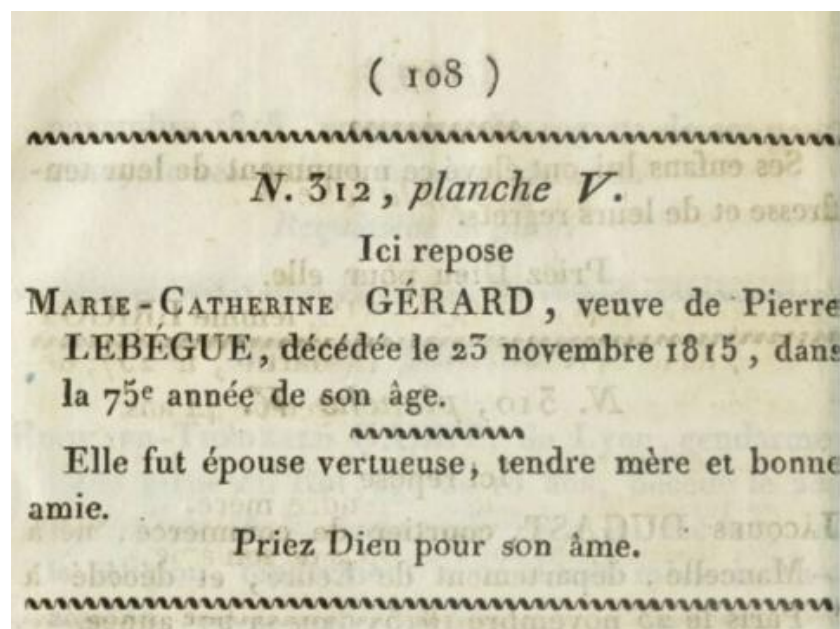 ( 108 )
N. 312, planche V.
Ici repose
MARIE-CATHERINE GÉRARD, veuve de Pierre
LEBÉGUE, décédée le 23 novembre 1815, dans
la 75e année de son âge.
Elle fut épouse vertueuse, tendre mère et bonne
amie.
Priez Dieu pour son âme.